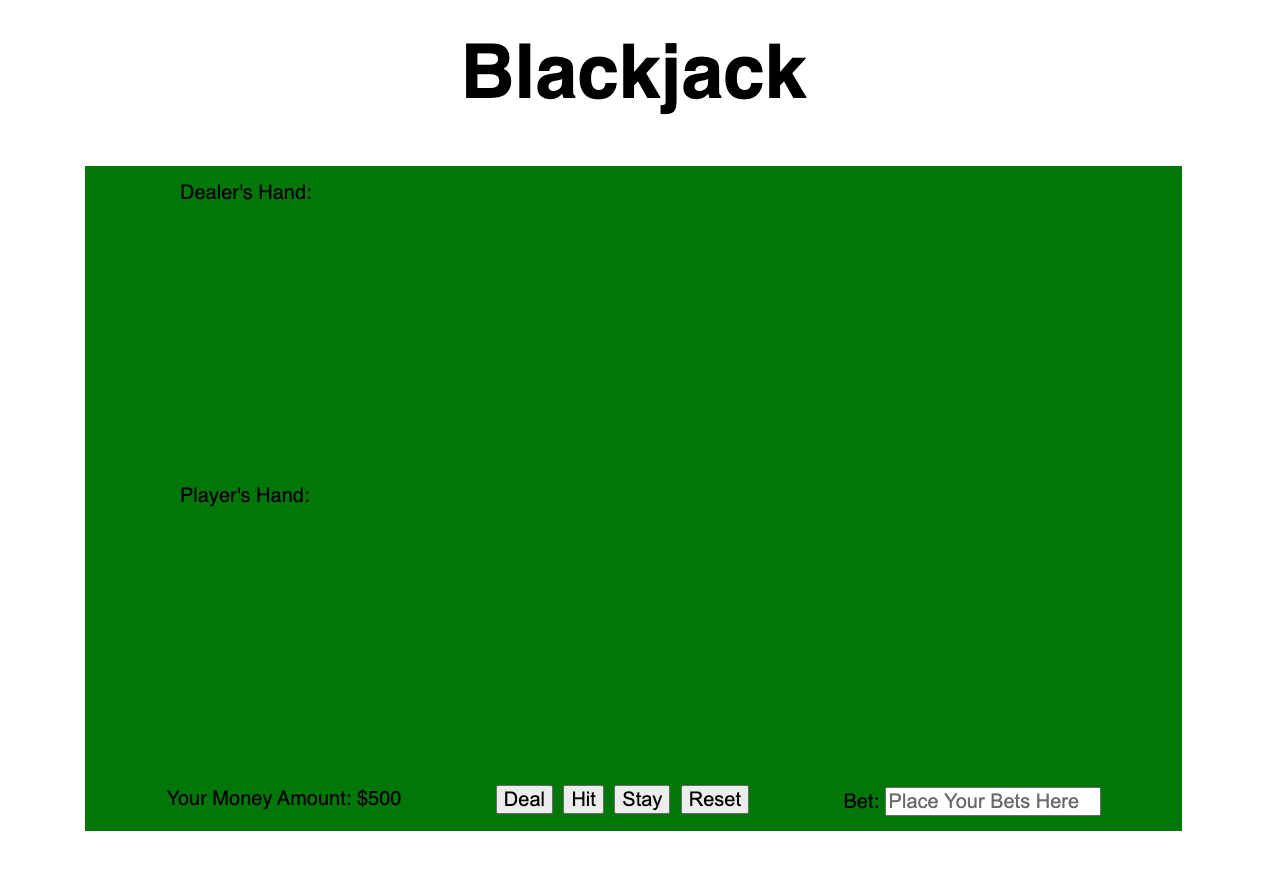 Blackjack
Dealer's Hand:
Player's Hand:
Your Money Amount: $500 Deal Hit Stay Reset Bet: Place Your Bets Here